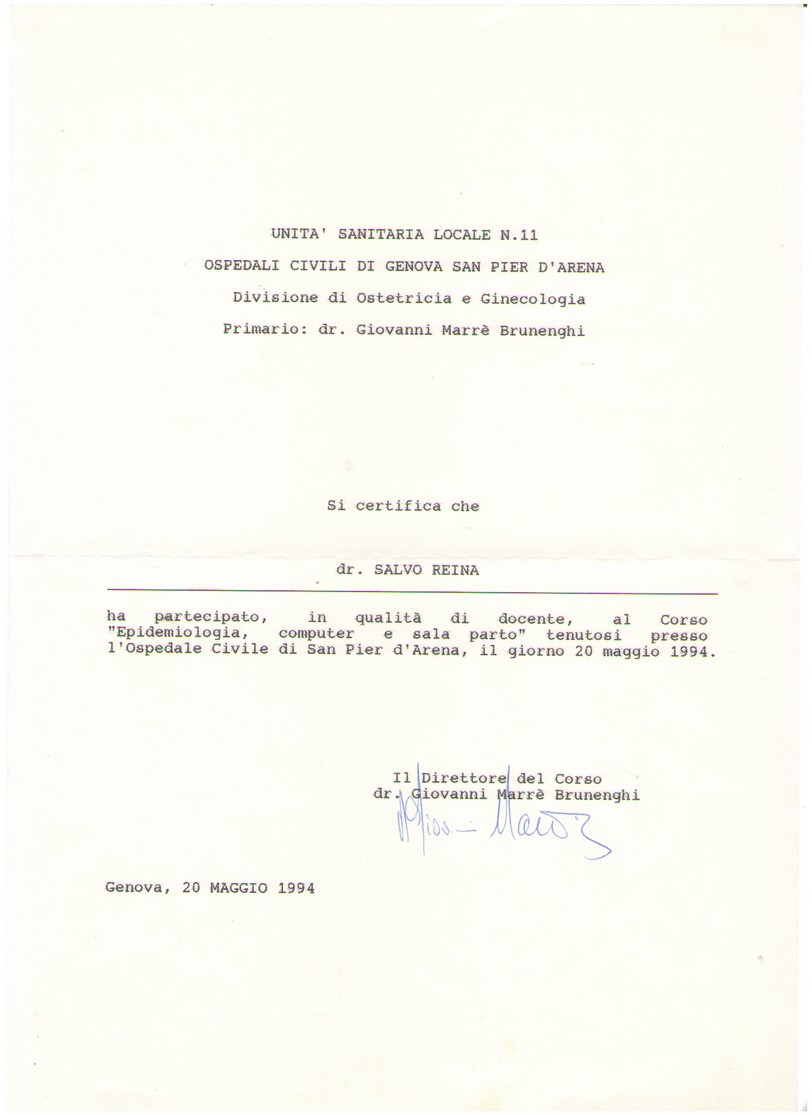 UNITA' SANITARIA LOCALE N.11
OSPEDALI CIVILI DI GENOVA SAN PIER D'ARENA
Divisione di Ostetricia e Ginecologia
Primario: dr. Giovanni Marrè Brunenghi
Si certifica che
dr. SALVO REINA
ha partecipato, in qualità di docente, al Corso
"Epidemiologia, computer e sala parto" tenutosi presso
l'Ospedale Civile di San Pier d'Arena, il giorno 20 maggio 1994.
Il Direttore del Corso
dr. Giovanni Marrè Brunenghi
Genova, 20 MAGGIO 1994